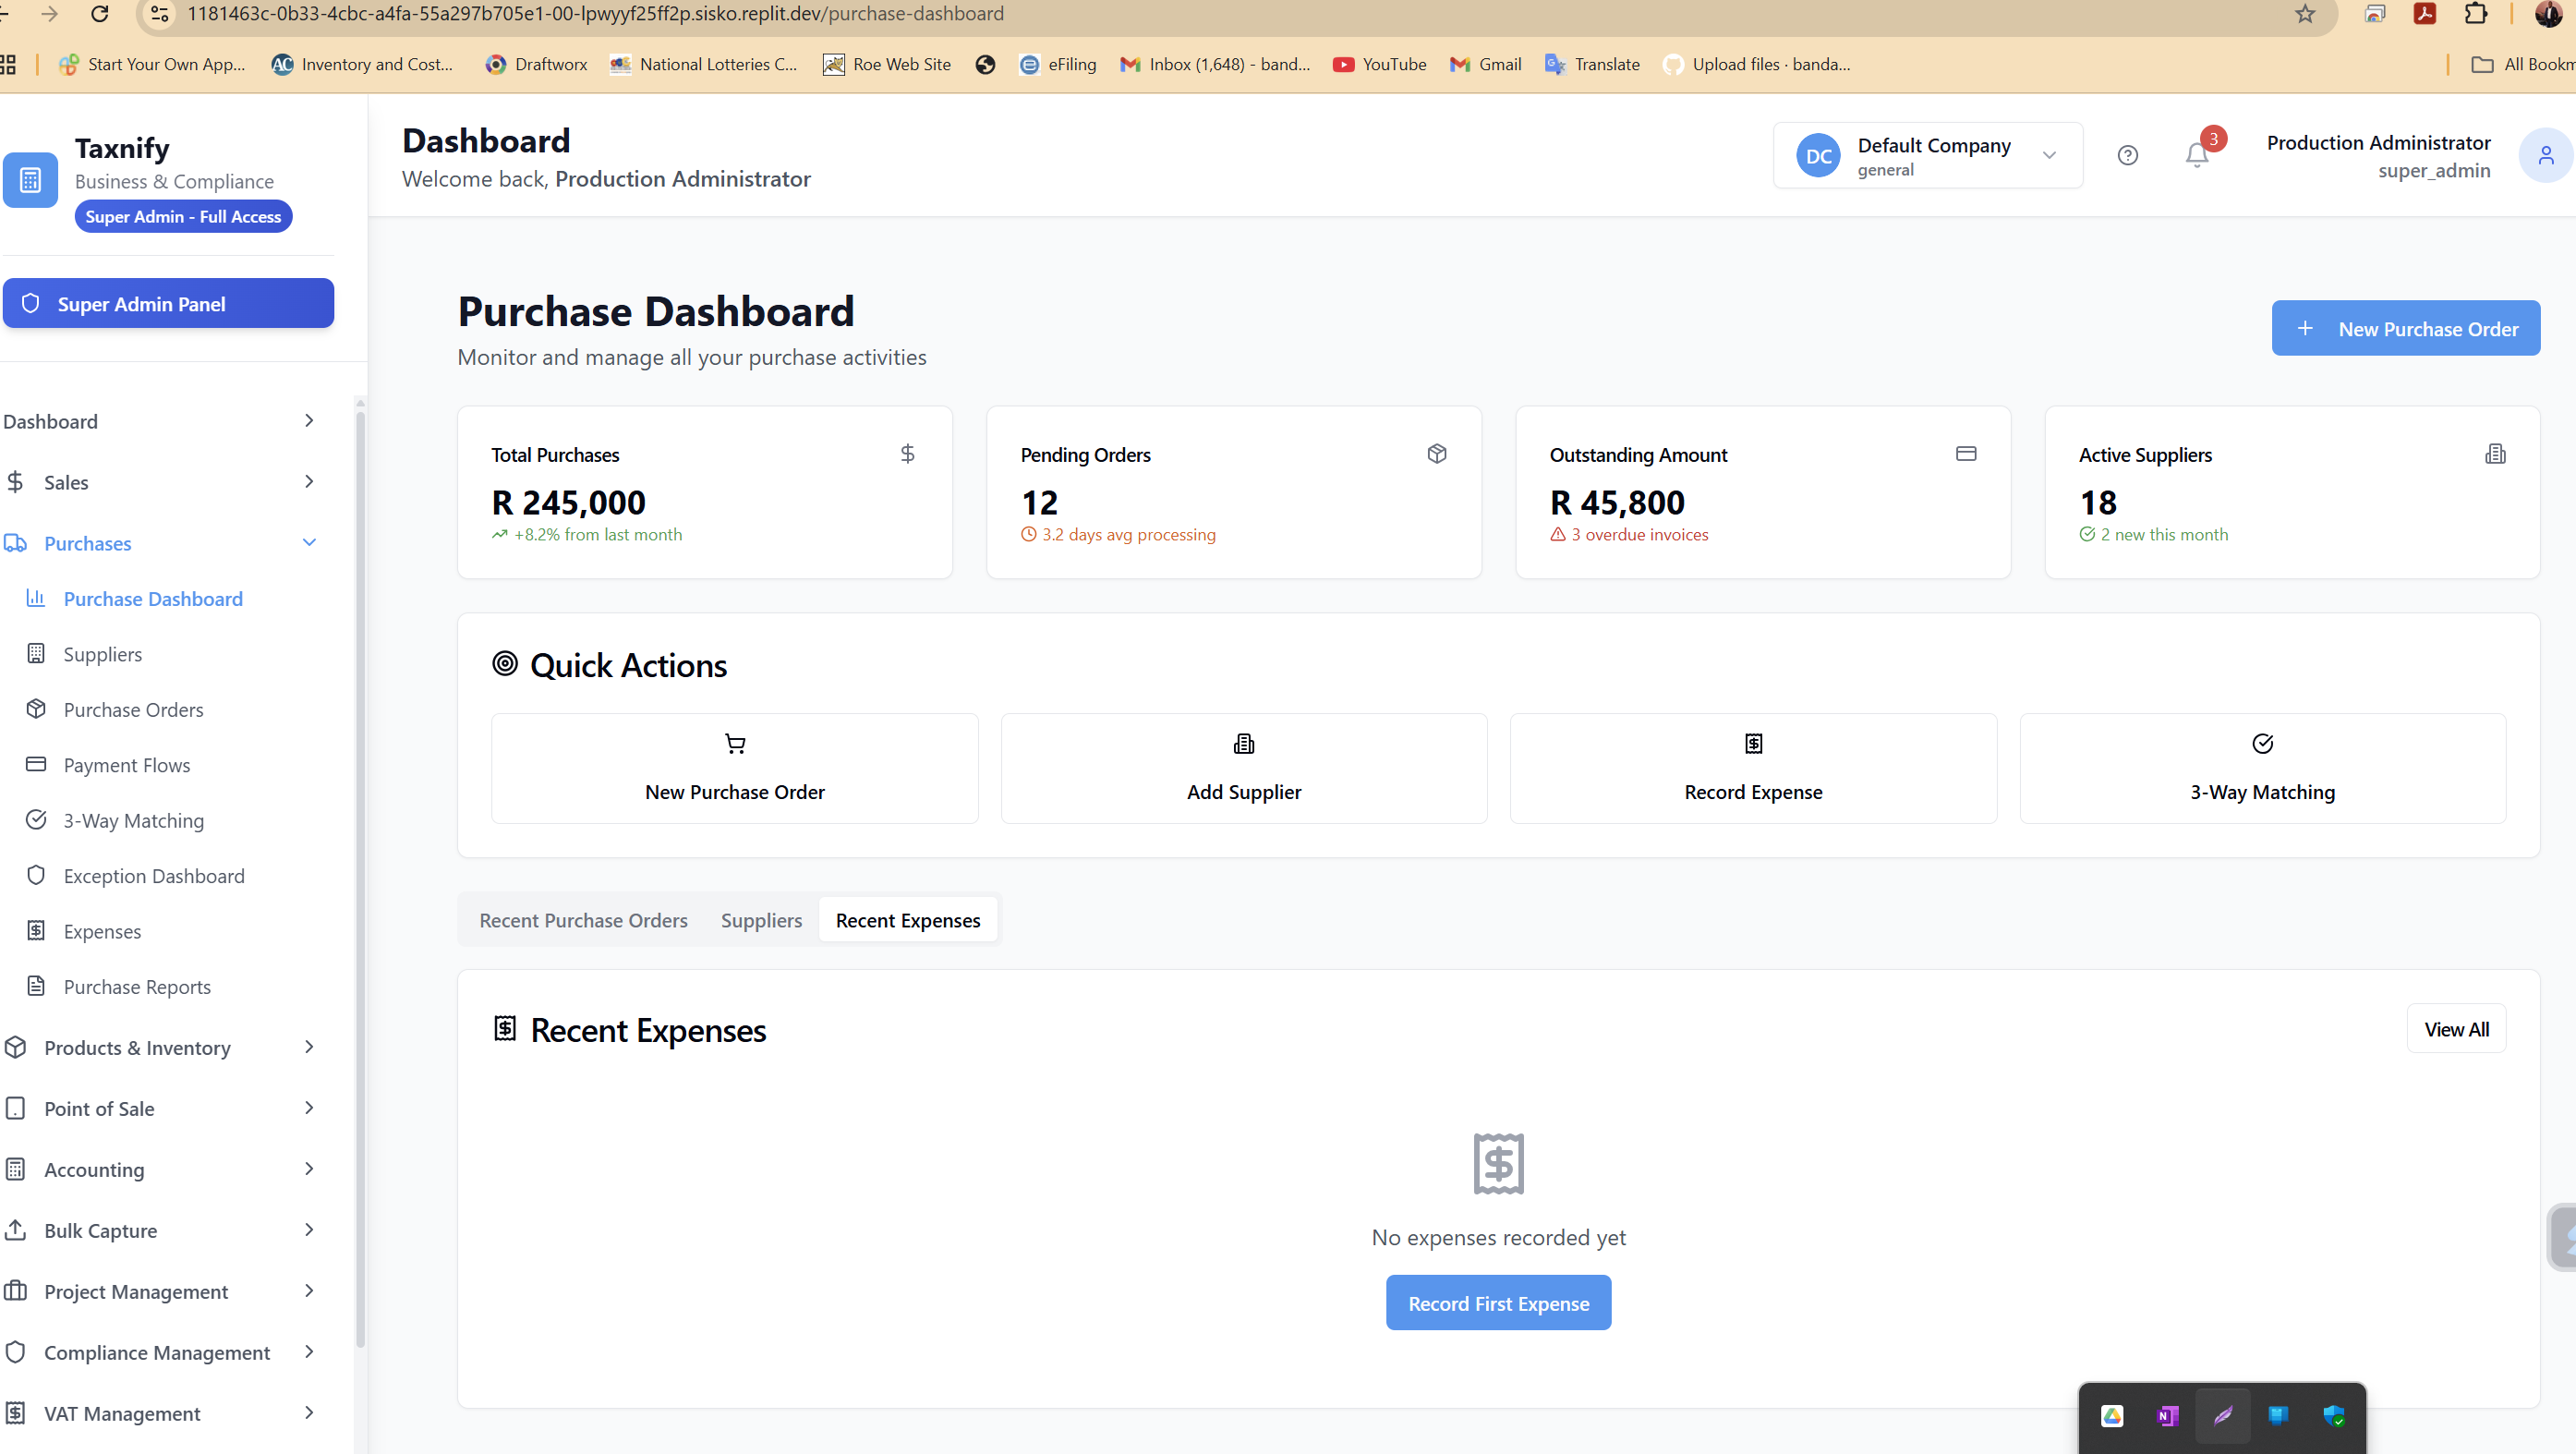 1181463c-0b33-4cbc-a4fa-55a297b705e1-00-lpwyyf25ff2p.sisko.replit.dev/purchase-dashboard
Start Your Own App...
AC
Inventory and Cost...
Draftworx
National Lotteries C...
Roe Web Site
eFiling
Inbox (1,648) - band...
YouTube
Gmail
Translate
Upload files · banda...
All Bookm
Taxnify
Business & Compliance
Super Admin - Full Access
Super Admin Panel
Dashboard
Sales
Purchases
Purchase Dashboard
Suppliers
Purchase Orders
Payment Flows
3-Way Matching
Exception Dashboard
Expenses
Purchase Reports
Products & Inventory
Point of Sale
Accounting
Bulk Capture
Project Management
Compliance Management
VAT Management
Dashboard
Welcome back, Production Administrator
DC
Default Company
general
3
Production Administrator
super_admin
Purchase Dashboard
Monitor and manage all your purchase activities
New Purchase Order
Total Purchases
R 245,000
+8.2% from last month
Pending Orders
12
3.2 days avg processing
Outstanding Amount
R 45,800
3 overdue invoices
Active Suppliers
18
2 new this month
Quick Actions
New Purchase Order
Add Supplier
Record Expense
3-Way Matching
Recent Purchase Orders
Suppliers
Recent Expenses
Recent Expenses
View All
No expenses recorded yet
Record First Expense